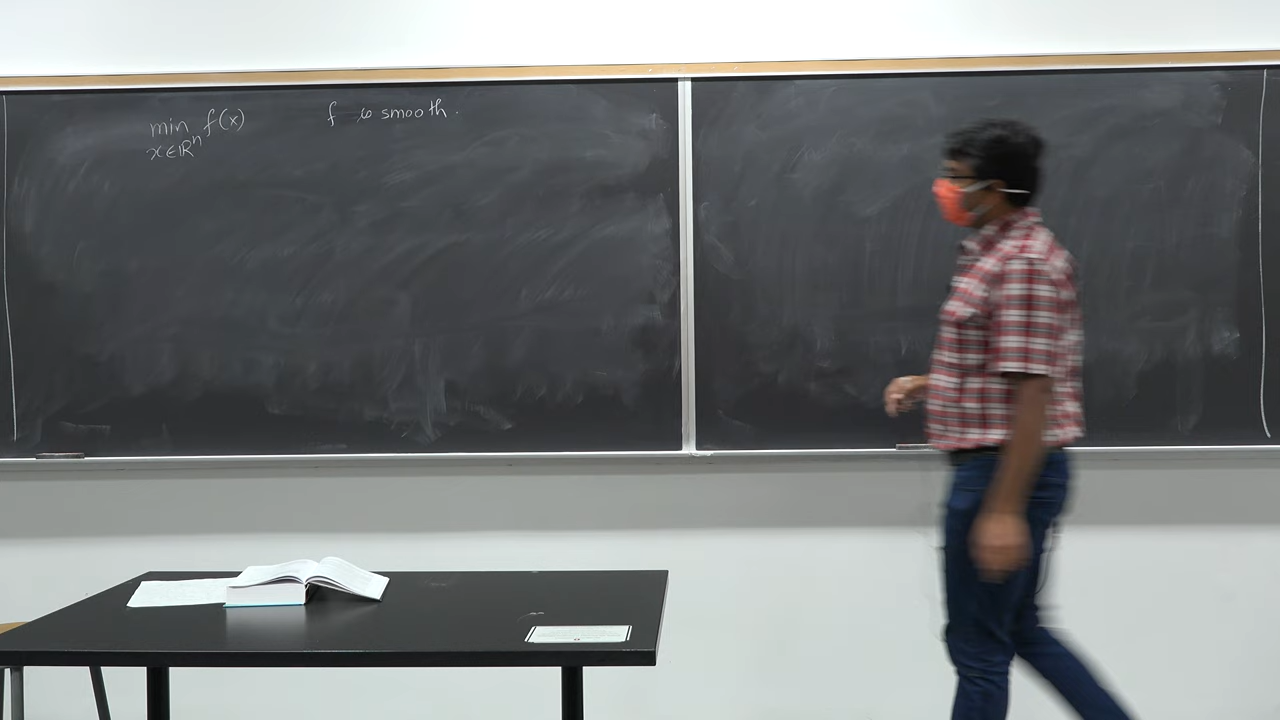 min f(x) f is smooth.
x∈ℝⁿ